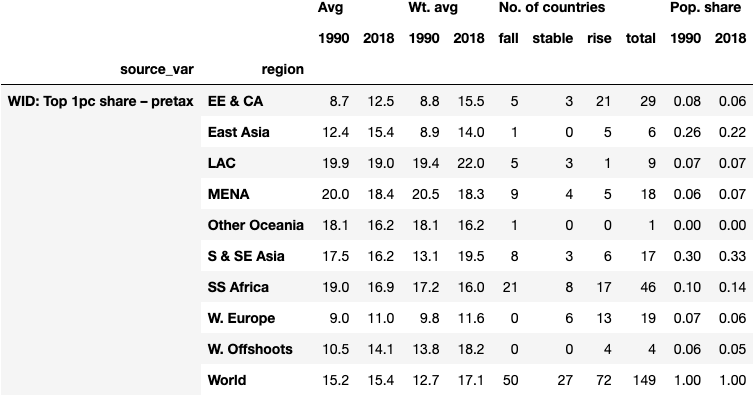 Avg Wt. avg No. of countries Pop. share
1990 2018 1990 2018 fall stable rise total 1990 2018
source_var region
WID: Top 1pc share – pretax EE & CA 8.7 12.5 8.8 15.5 5 3 21 29 0.08 0.06
East Asia 12.4 15.4 8.9 14.0 1 0 5 6 0.26 0.22
LAC 19.9 19.0 19.4 22.0 5 3 1 9 0.07 0.07
MENA 20.0 18.4 20.5 18.3 9 4 5 18 0.06 0.07
Other Oceania 18.1 16.2 18.1 16.2 1 0 0 1 0.00 0.00
S & SE Asia 17.5 16.2 13.1 19.5 8 3 6 17 0.30 0.33
SS Africa 19.0 16.9 17.2 16.0 21 8 17 46 0.10 0.14
W. Europe 9.0 11.0 9.8 11.6 0 6 13 19 0.07 0.06
W. Offshoots 10.5 14.1 13.8 18.2 0 0 4 4 0.06 0.05
World 15.2 15.4 12.7 17.1 50 27 72 149 1.00 1.00